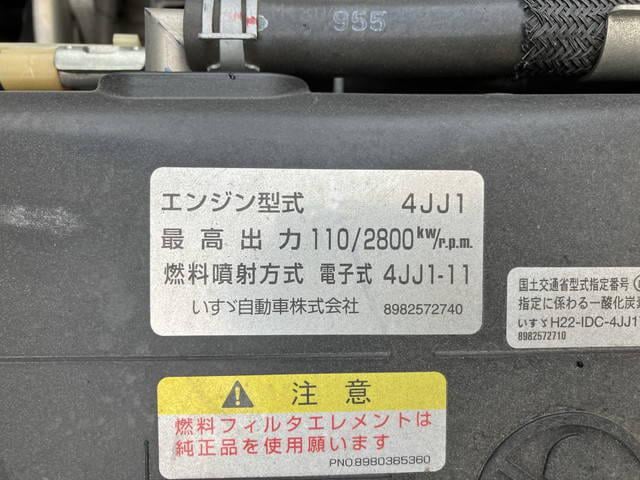 955
エンジン型式 4JJ1
最高出力 110/2800 kW/r.p.m.
燃料噴射方式 電子式 4JJ1-11
いすゞ自動車株式会社 8982572740
国土交通省型式指定番号
指定に係わる一酸化炭
いすゞH22-IDC-4JJ1
8982572710
注意
燃料フィルタエレメントは
純正品を使用願います
PNO.8980365360